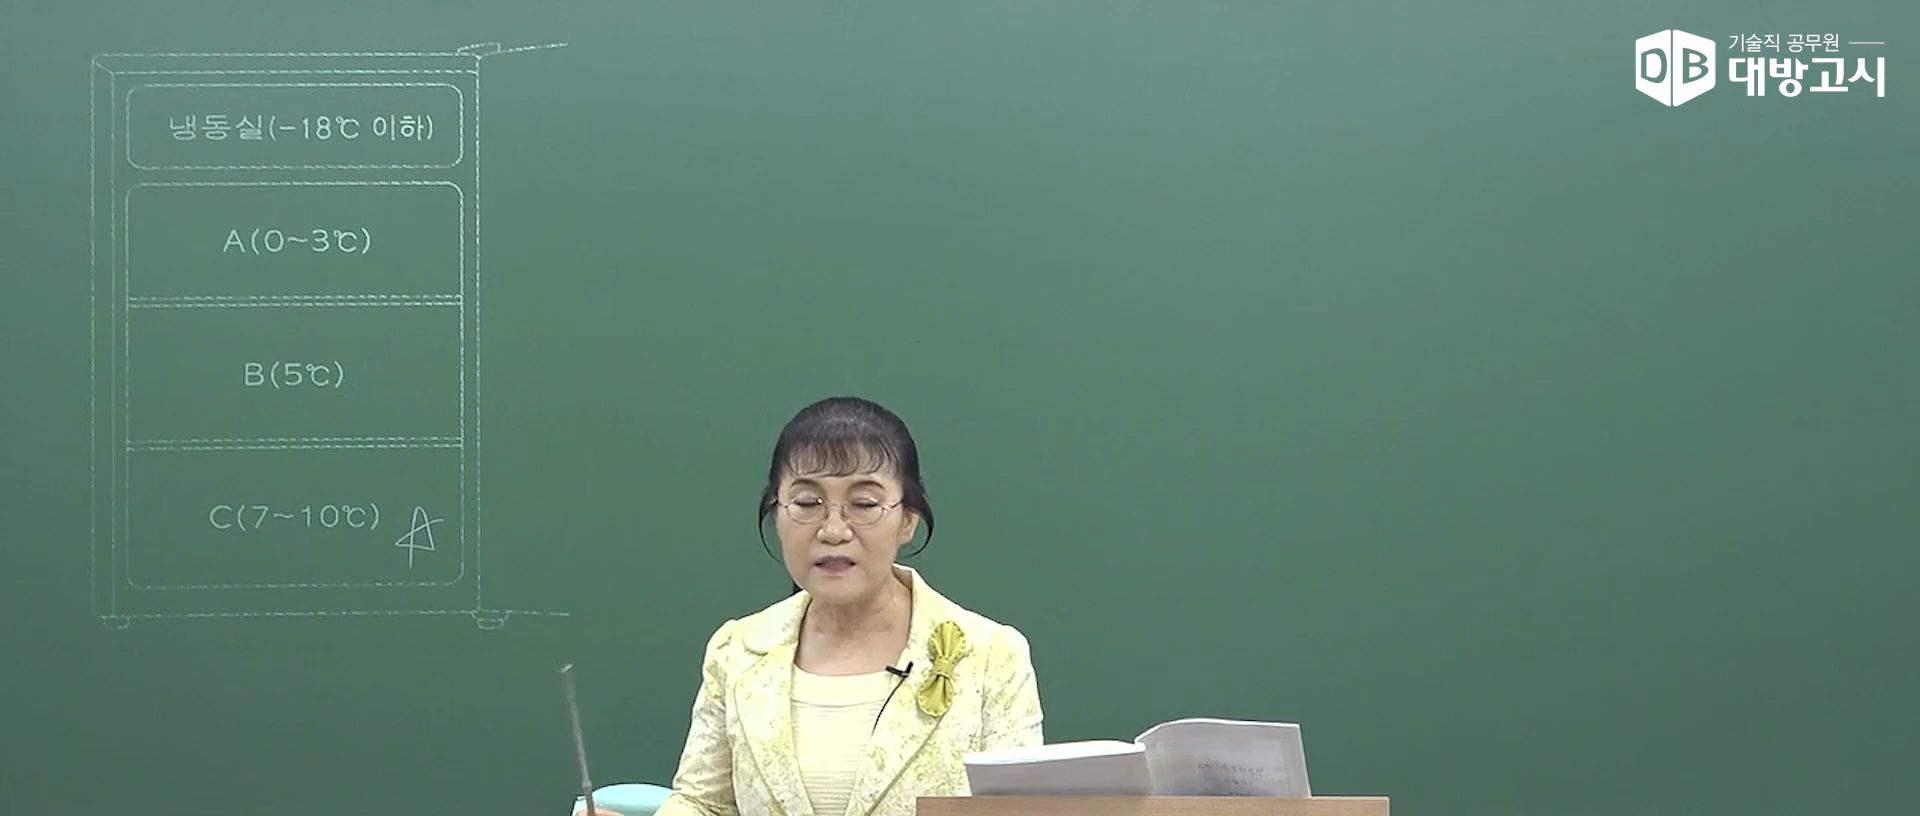 냉동실(-18℃ 이하)
A(0~3℃)
B(5℃)
C(7~10℃)
DB
기술직 공무원
대방고시